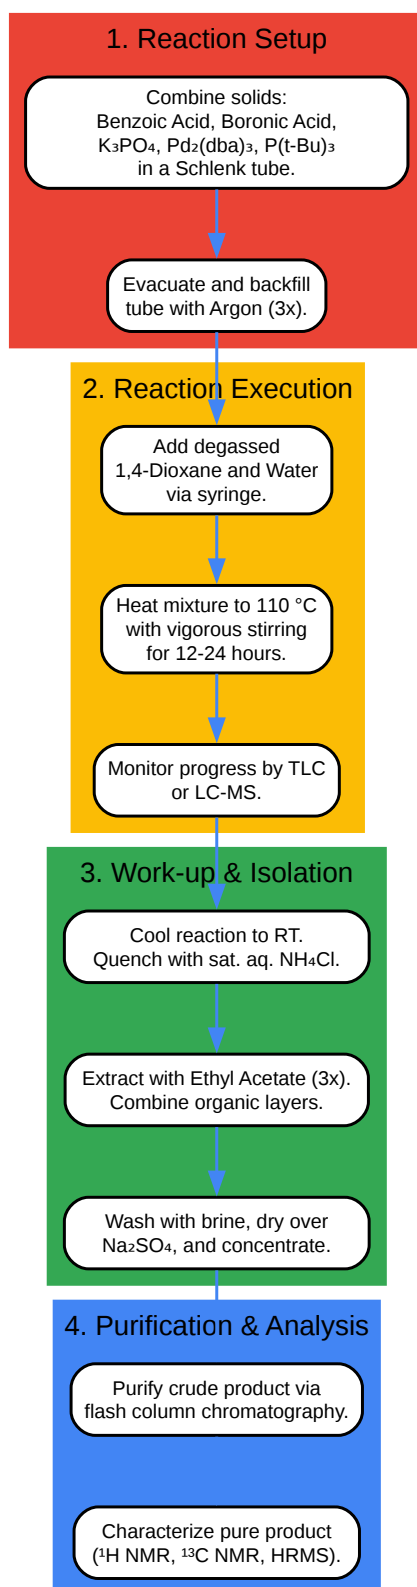 1. Reaction Setup
Combine solids:
Benzoic Acid, Boronic Acid,
K₃PO₄, Pd₂(dba)₃, P(t-Bu)₃
in a Schlenk tube.
Evacuate and backfill
tube with Argon (3x).
2. Reaction Execution
Add degassed
1,4-Dioxane and Water
via syringe.
Heat mixture to 110 °C
with vigorous stirring
for 12-24 hours.
Monitor progress by TLC
or LC-MS.
3. Work-up & Isolation
Cool reaction to RT.
Quench with sat. aq. NH₄Cl.
Extract with Ethyl Acetate (3x).
Combine organic layers.
Wash with brine, dry over
Na₂SO₄, and concentrate.
4. Purification & Analysis
Purify crude product via
flash column chromatography.
Characterize pure product
(¹H NMR, ¹³C NMR, HRMS).